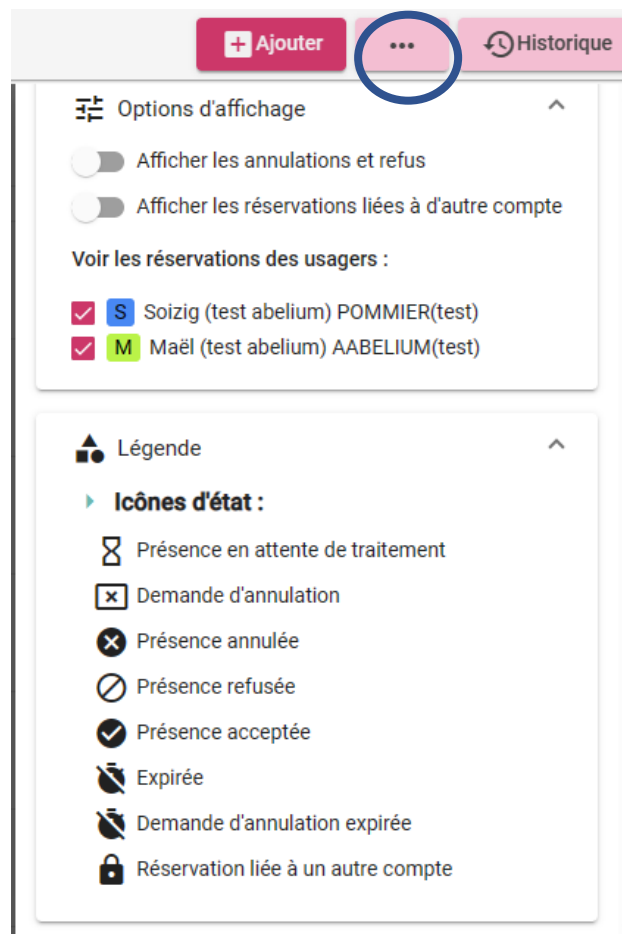 Ajouter
Historique
Options d'affichage
Afficher les annulations et refus
Afficher les réservations liées à d'autre compte
Voir les réservations des usagers :
S Soizig (test abelium) POMMIER(test)
M Maël (test abelium) AABELIUM(test)
Légende
Icônes d'état :
Présence en attente de traitement
Demande d'annulation
Présence annulée
Présence refusée
Présence acceptée
Expirée
Demande d'annulation expirée
Réservation liée à un autre compte